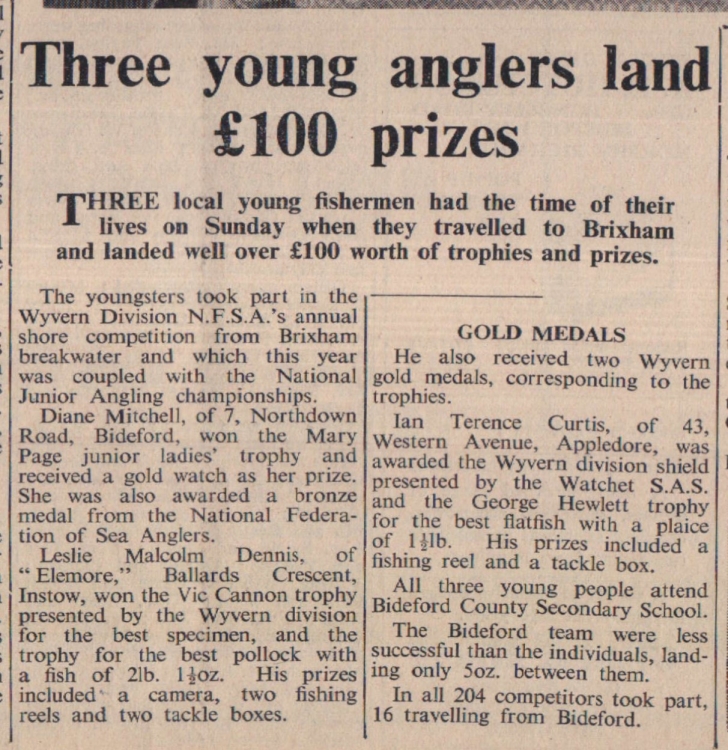 Three young anglers land
£100 prizes
THREE local young fishermen had the time of their
lives on Sunday when they travelled to Brixham
and landed well over £100 worth of trophies and prizes.
The youngsters took part in the
Wyvern Division N.F.S.A.'s annual
shore competition from Brixham
breakwater and which this year
was coupled with the National
Junior Angling championships.
Diane Mitchell, of 7, Northdown
Road, Bideford, won the Mary
Page junior ladies' trophy and
received a gold watch as her prize.
She was also awarded a bronze
medal from the National Federa-
tion of Sea Anglers.
Leslie Malcolm Dennis, of
"Elemore," Ballards Crescent,
Instow, won the Vic Cannon trophy
presented by the Wyvern division
for the best specimen, and the
trophy for the best pollock with
a fish of 2lb. 1½oz. His prizes
included a camera, two fishing
reels and two tackle boxes.
GOLD MEDALS
He also received two Wyvern
gold medals, corresponding to the
trophies.
Ian Terence Curtis, of 43,
Western Avenue, Appledore, was
awarded the Wyvern division shield
presented by the Watchet S.A.S.
and the George Hewlett trophy
for the best flatfish with a plaice
of 1½lb. His prizes included a
fishing reel and a tackle box.
All three young people attend
Bideford County Secondary School.
The Bideford team were less
successful than the individuals, land-
ing only 5oz. between them.
In all 204 competitors took part,
16 travelling from Bideford.